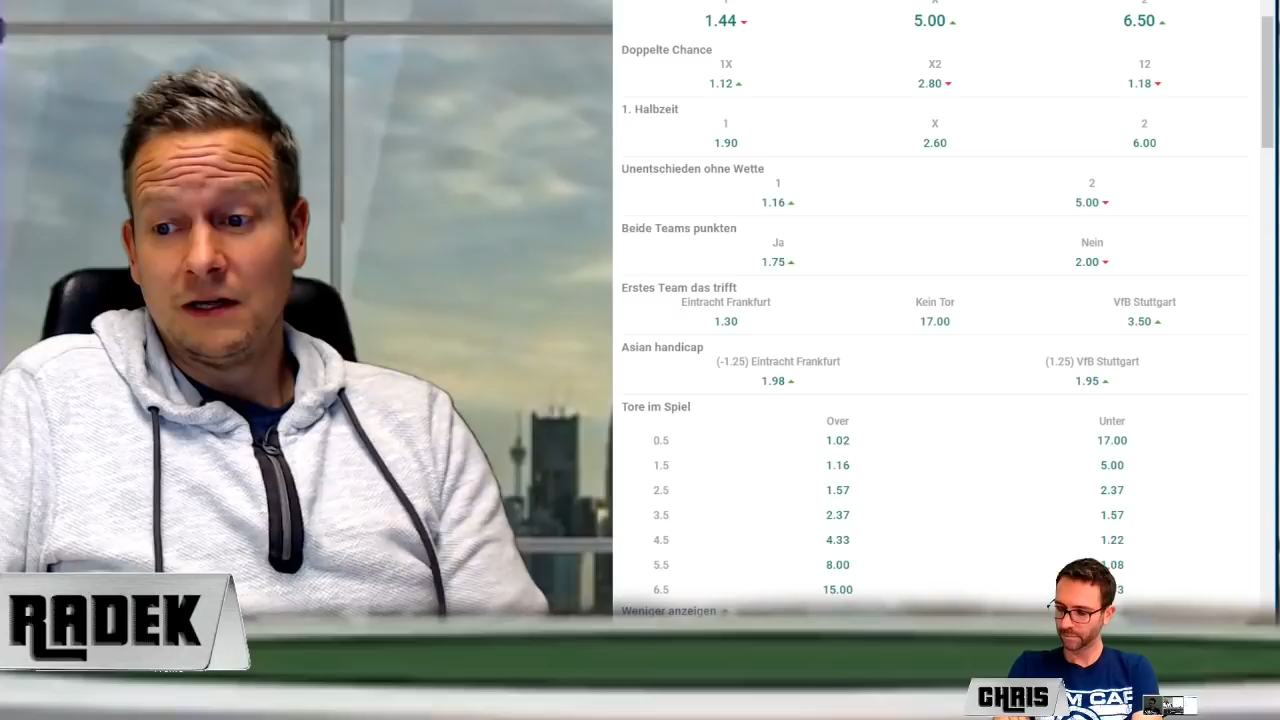 1.44 5.00 6.50
Doppelte Chance
1X X2 12
1.12 2.80 1.18
1. Halbzeit
1 X 2
1.90 2.60 6.00
Unentschieden ohne Wette
1 2
1.16 5.00
Beide Teams punkten
Ja Nein
1.75 2.00
Erstes Team das trifft
Eintracht Frankfurt Kein Tor VfB Stuttgart
1.30 17.00 3.50
Asian handicap
(-1.25) Eintracht Frankfurt (1.25) VfB Stuttgart
1.98 1.95
Tore im Spiel
Over Unter
0.5 1.02 17.00
1.5 1.16 5.00
2.5 1.57 2.37
3.5 2.37 1.57
4.5 4.33 1.22
5.5 8.00 .08
6.5 15.00 3
Weniger anzeigen
RADEK
CHRIS
M CAF